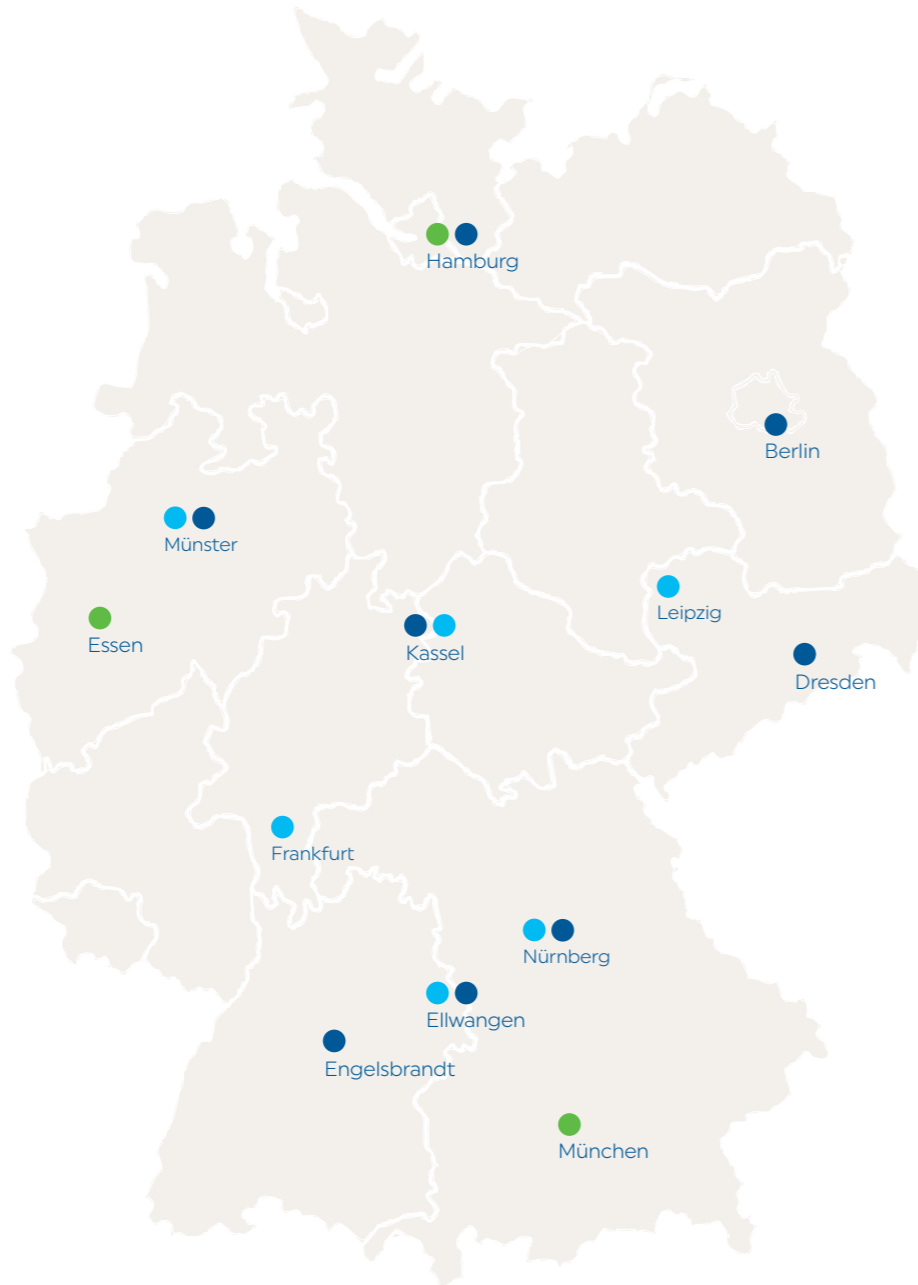 Hamburg
Berlin
Münster
Leipzig
Essen
Kassel
Dresden
Frankfurt
Nürnberg
Ellwangen
Engelsbrandt
München